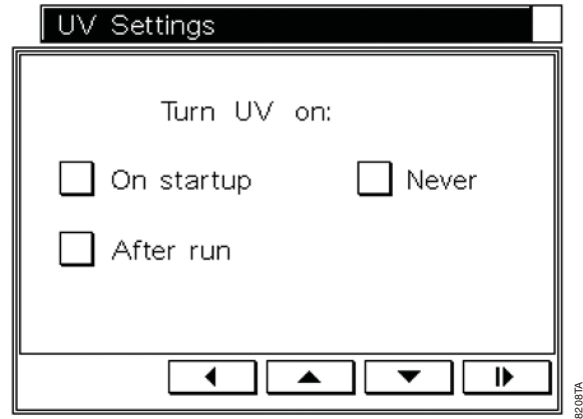 UV Settings
Turn UV on:
On startup
Never
After run
8208TA